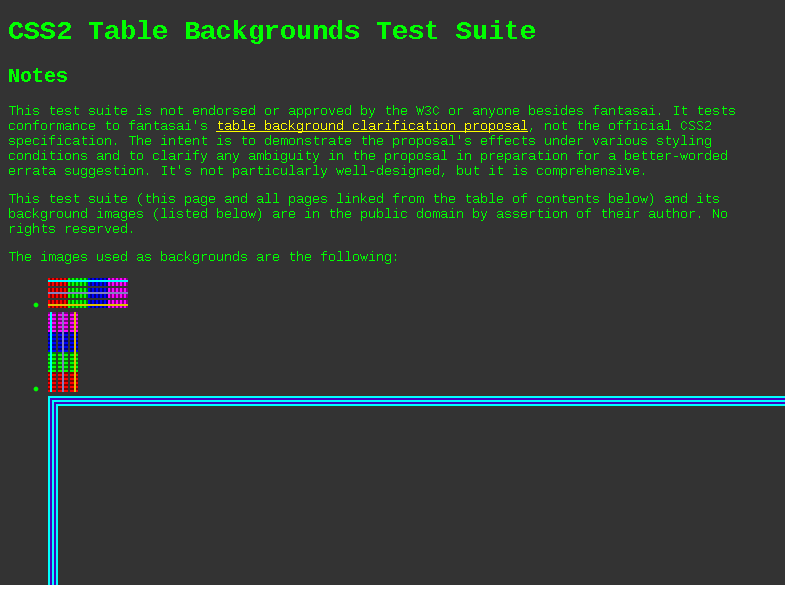 CSS2 Table Backgrounds Test Suite
Notes
This test suite is not endorsed or approved by the W3C or anyone besides fantasai. It tests
conformance to fantasai's table background clarification proposal, not the official CSS2
specification. The intent is to demonstrate the proposal's effects under various styling
conditions and to clarify any ambiguity in the proposal in preparation for a better-worded
errata suggestion. It's not particularly well-designed, but it is comprehensive.
This test suite (this page and all pages linked from the table of contents below) and its
background images (listed below) are in the public domain by assertion of their author. No
rights reserved.
The images used as backgrounds are the following: